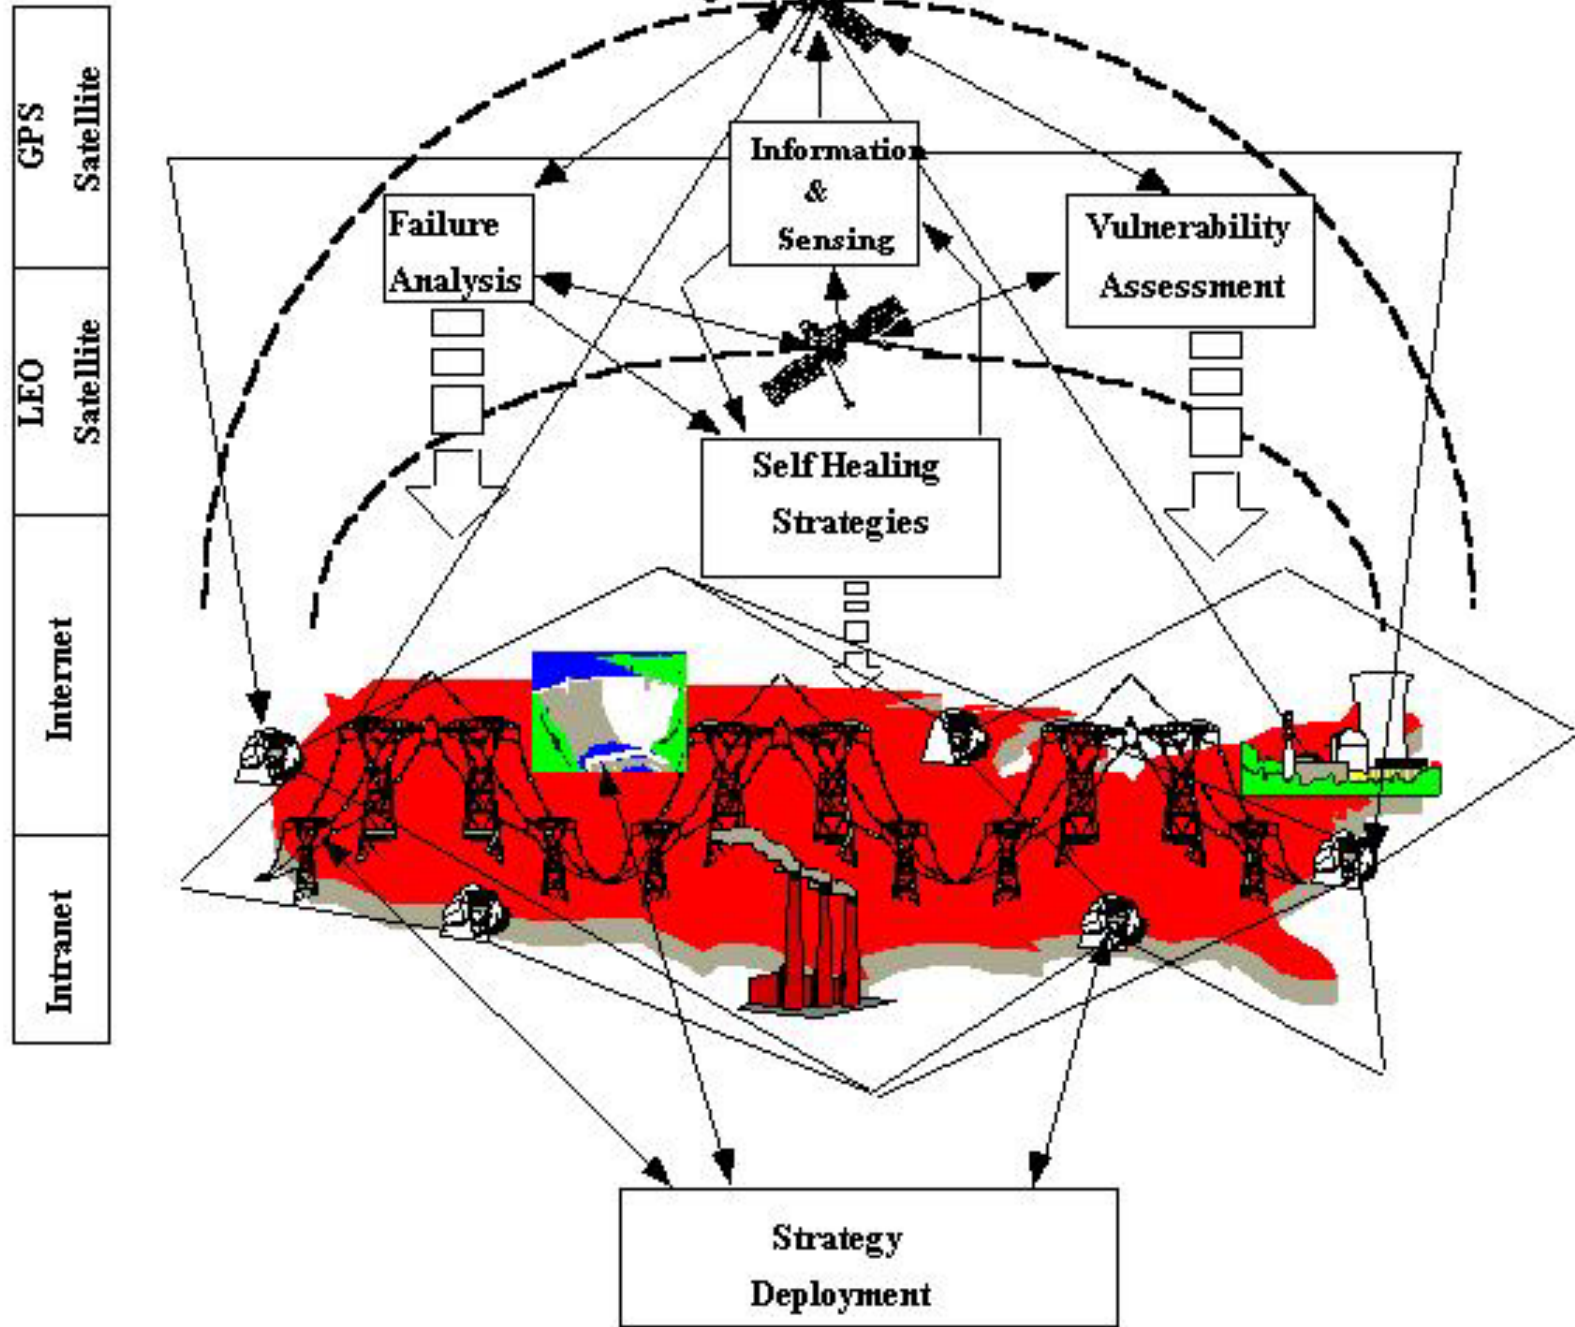 GPS
Satellite
LEO
Satellite
Internet
Intranet
Information
&
Sensing
Failure
Analysis
Vulnerability
Assessment
Self Healing
Strategies
Strategy
Deployment